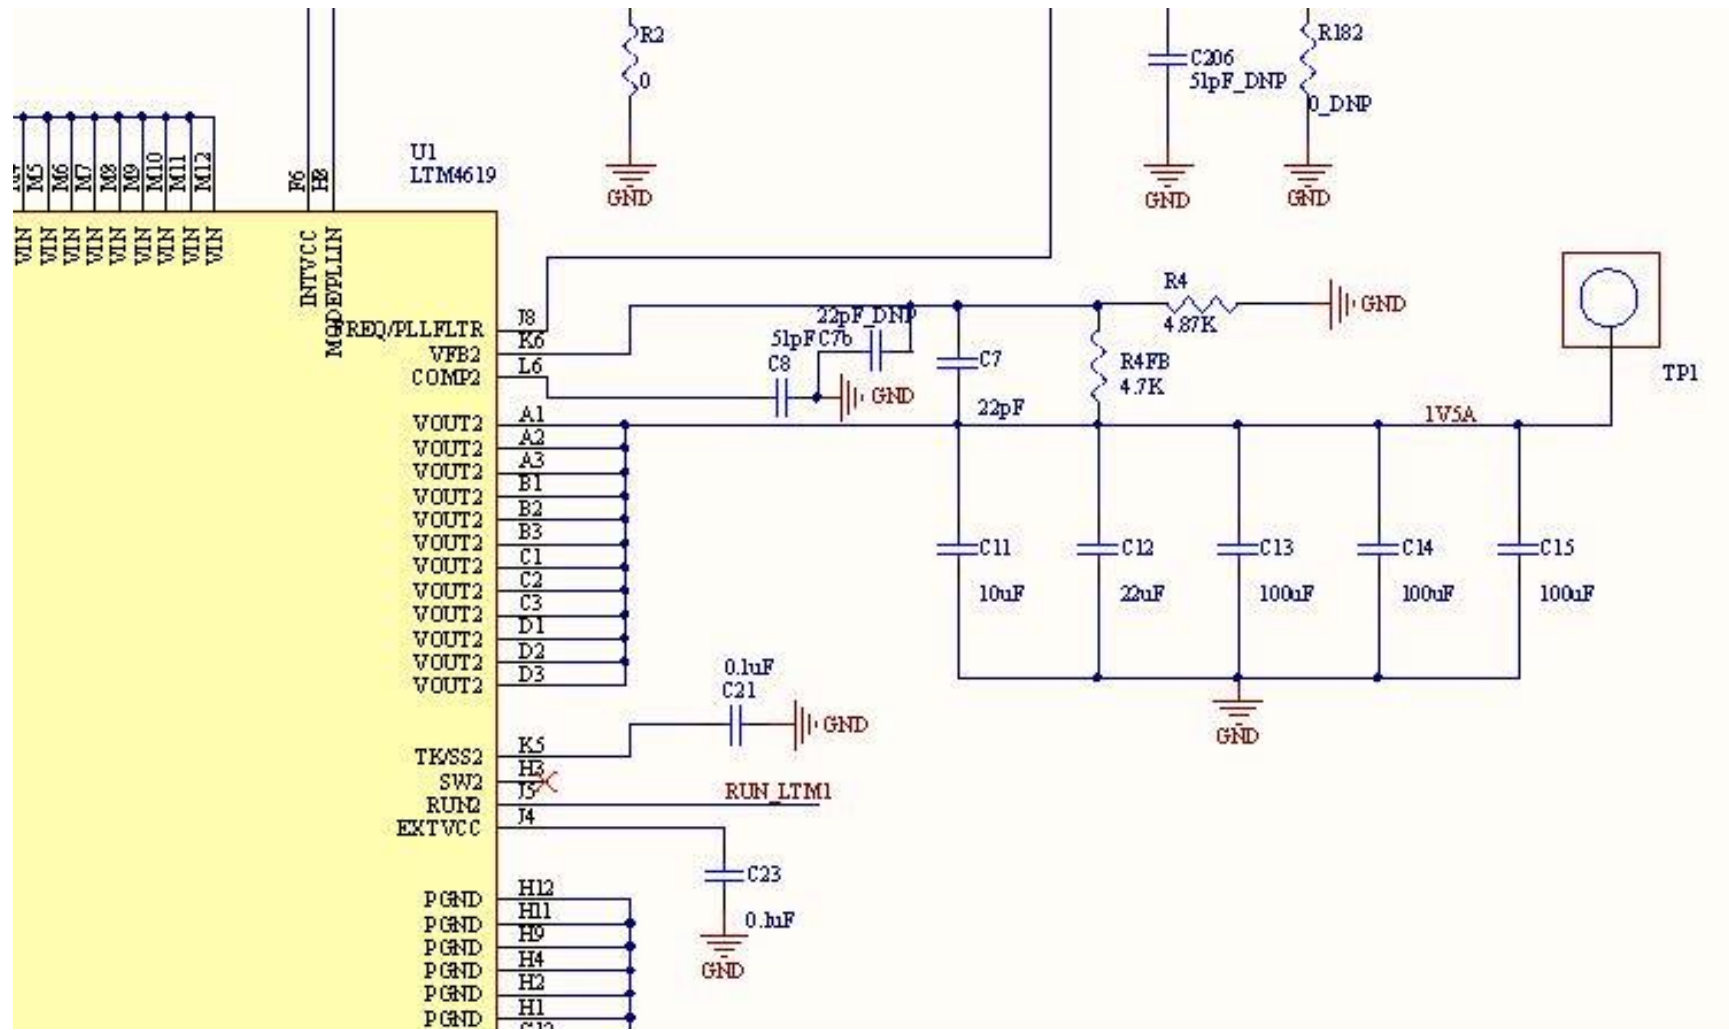 R2
0
C206
51pF_DNP
R182
0_DNP
GND
GND
GND
M5
M6
M7
M8
M9
M10
M11
M12
F6
H8
U1
LTM4619
VIN
VIN
VIN
VIN
VIN
VIN
VIN
VIN
VIN
INTVCC
MODE/PLLIN
FREQ/PLLFLTR
J8
VFB2
K6
COMP2
L6
22pF_DNP
51pF
C7b
C8
GND
C7
22pF
R4
4.87K
GND
R4FB
4.7K
TP1
1V5A
VOUT2
A1
VOUT2
A2
VOUT2
A3
VOUT2
B1
VOUT2
B2
VOUT2
B3
VOUT2
C1
VOUT2
C2
VOUT2
C3
VOUT2
D1
VOUT2
D2
VOUT2
D3
C11
10uF
C12
22uF
C13
100uF
C14
100uF
C15
100uF
GND
0.1uF
C21
GND
TK/SS2
K5
SW2
H3
RUN2
J5
RUN_LTM1
EXTVCC
J4
C23
0.1uF
GND
PGND
H12
PGND
H11
PGND
H9
PGND
H4
PGND
H2
PGND
H1